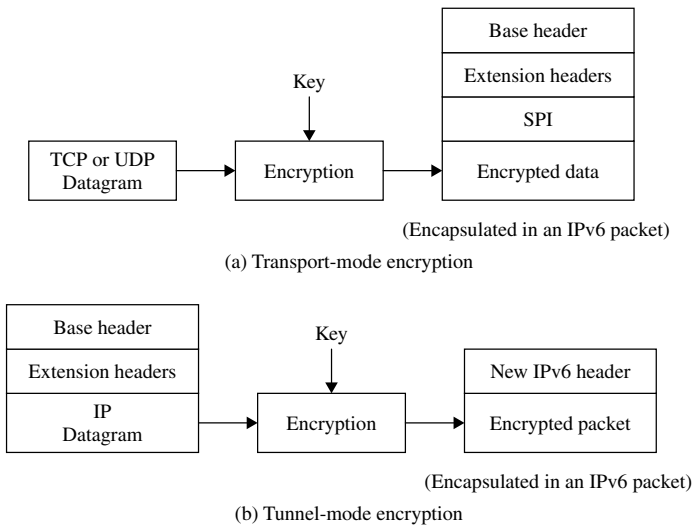 Base header
Extension headers
SPI
Encrypted data
Key
TCP or UDP
Datagram
Encryption
(Encapsulated in an IPv6 packet)
(a) Transport-mode encryption
Base header
Extension headers
IP
Datagram
Key
Encryption
New IPv6 header
Encrypted packet
(Encapsulated in an IPv6 packet)
(b) Tunnel-mode encryption